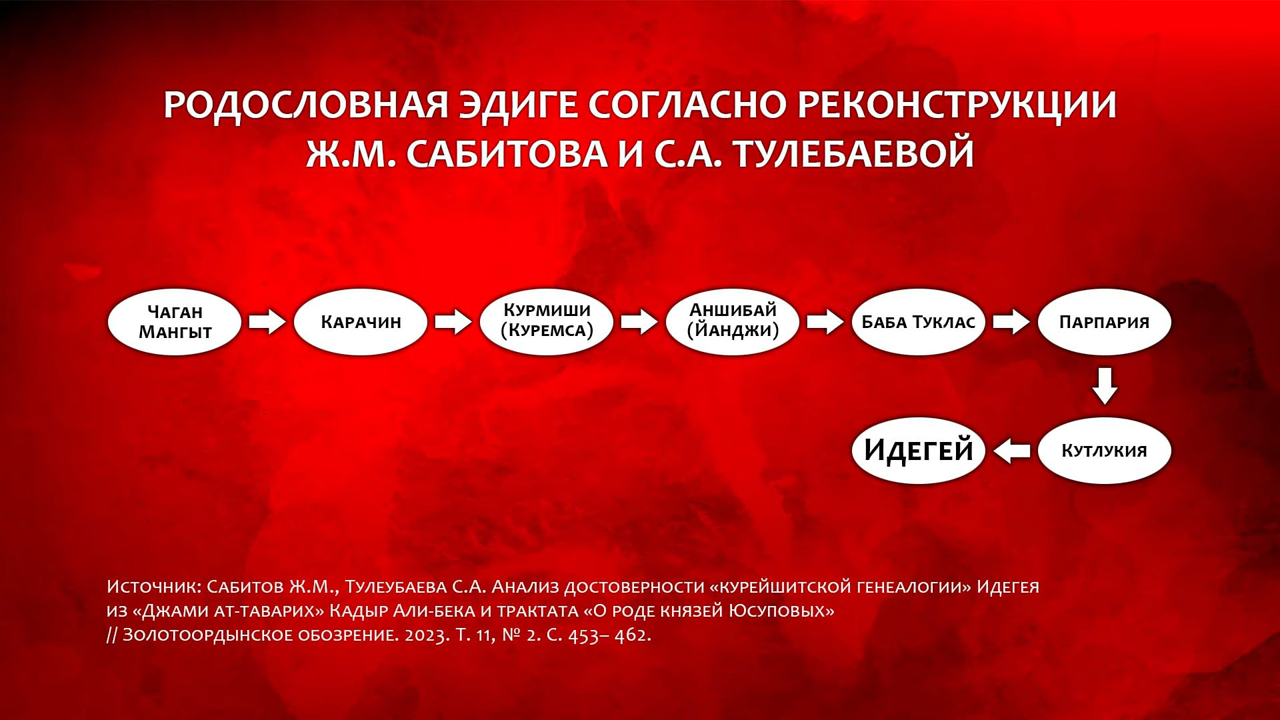 РОДОСЛОВНАЯ ЭДИГЕ СОГЛАСНО РЕКОНСТРУКЦИИ
Ж.М. САБИТОВА И С.А. ТУЛЕБАЕВОЙ
Чаган
Мангыт
Карачин
Курмиши
(Куремса)
Аншибай
(Йанджи)
Баба Туклас
Парпария
Идегей
Кутлукия
Источник: Сабитов Ж.М., Тулеубаева С.А. Анализ достоверности «курейшитской генеалогии» Идегея
из «Джами ат-таварих» Кадыр Али-бека и трактата «О роде князей Юсуповых»
// Золотоордынское обозрение. 2023. Т. 11, № 2. С. 453– 462.